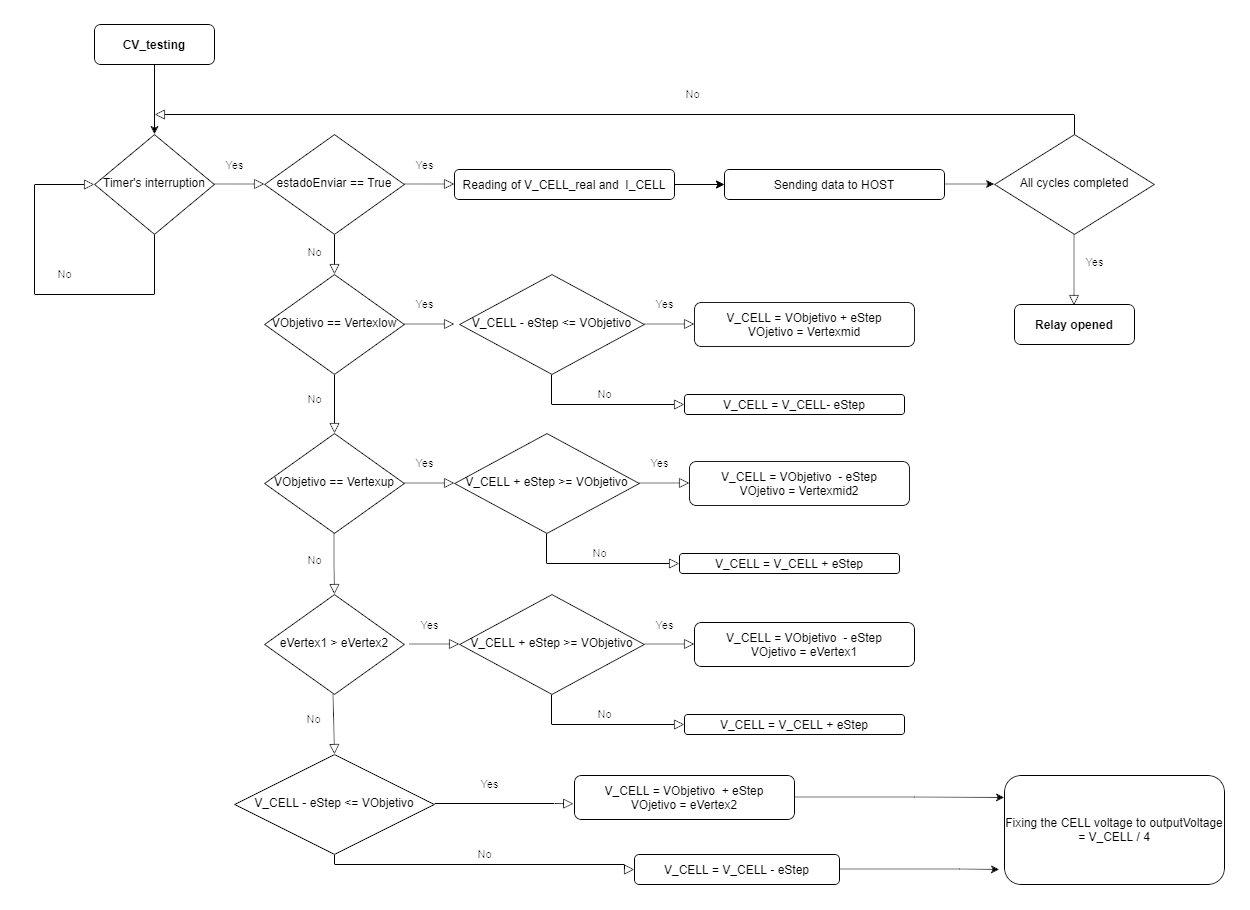 CV_testing
No
Timer's interruption
Yes
estadoEnviar == True
Yes
Reading of V_CELL_real and I_CELL
Sending data to HOST
All cycles completed
No
No
Yes
Relay opened
VObjetivo == Vertexlow
Yes
V_CELL - eStep <= VObjetivo
Yes
V_CELL = VObjetivo + eStep
VOjetivo = Vertexmid
No
No
V_CELL = V_CELL- eStep
VObjetivo == Vertexup
Yes
V_CELL + eStep >= VObjetivo
Yes
V_CELL = VObjetivo - eStep
VOjetivo = Vertexmid2
No
No
V_CELL = V_CELL + eStep
eVertex1 > eVertex2
Yes
V_CELL + eStep >= VObjetivo
Yes
V_CELL = VObjetivo - eStep
VOjetivo = eVertex1
No
No
V_CELL = V_CELL + eStep
V_CELL - eStep <= VObjetivo
Yes
V_CELL = VObjetivo + eStep
VOjetivo = eVertex2
Fixing the CELL voltage to outputVoltage
= V_CELL / 4
No
V_CELL = V_CELL - eStep